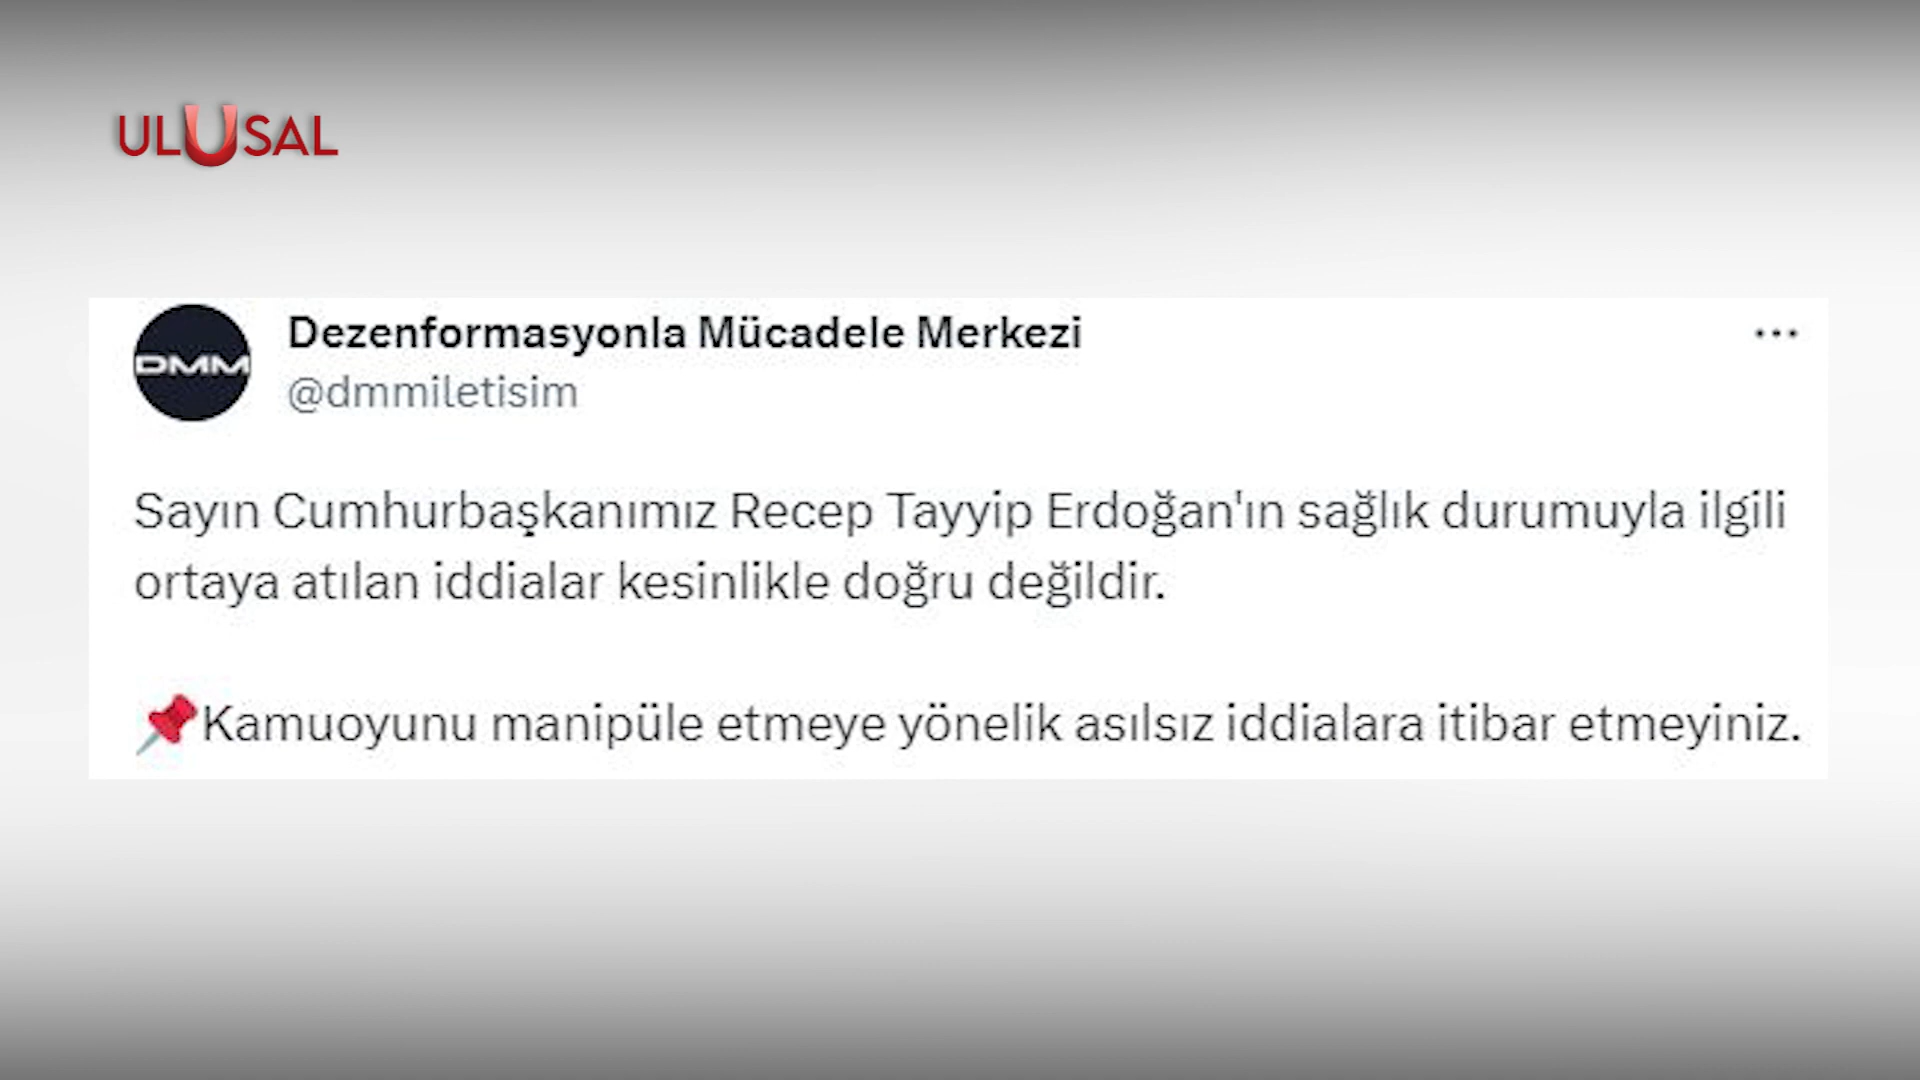 ULUSAL
DMM
Dezenformasyonla Mücadele Merkezi
@dmmiletisim
Sayın Cumhurbaşkanımız Recep Tayyip Erdoğan'ın sağlık durumuyla ilgili
ortaya atılan iddialar kesinlikle doğru değildir.
📌Kamuoyunu manipüle etmeye yönelik asılsız iddialara itibar etmeyiniz.